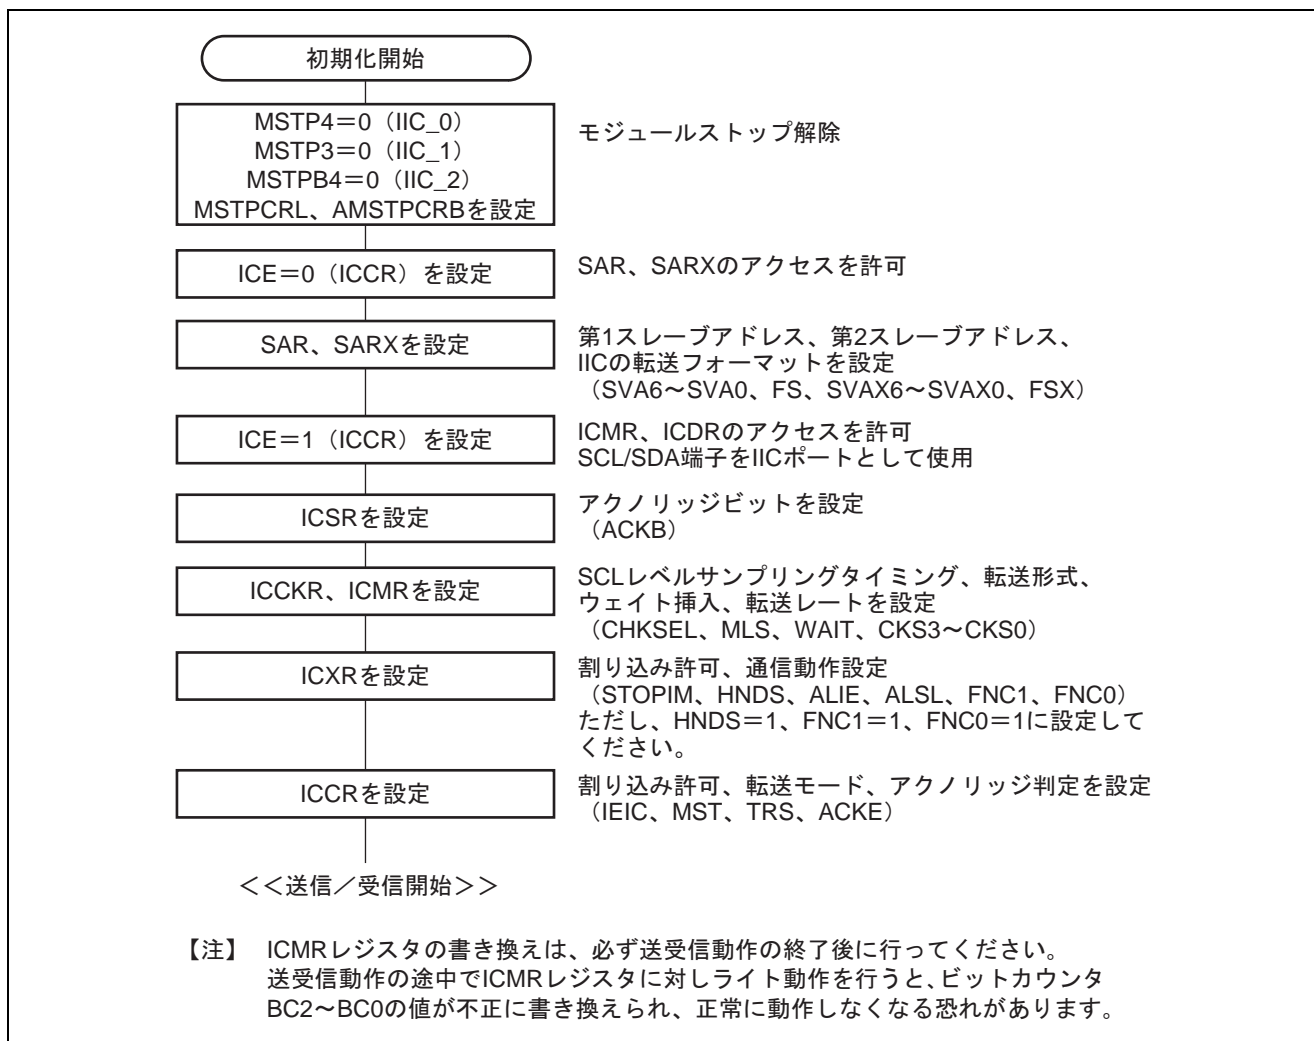 初期化開始
MSTP4＝0（IIC_0）
MSTP3＝0（IIC_1）
MSTPB4＝0（IIC_2）
MSTPCRL、AMSTPCRBを設定
モジュールストップ解除
ICE＝0（ICCR）を設定
SAR、SARXのアクセスを許可
SAR、SARXを設定
第1スレーブアドレス、第2スレーブアドレス、
IICの転送フォーマットを設定
（SVA6～SVA0、FS、SVAX6～SVAX0、FSX）
ICE＝1（ICCR）を設定
ICMR、ICDRのアクセスを許可
SCL/SDA端子をIICポートとして使用
ICSRを設定
アクノリッジビットを設定
（ACKB）
ICCKR、ICMRを設定
SCLレベルサンプリングタイミング、転送形式、
ウェイト挿入、転送レートを設定
（CHKSEL、MLS、WAIT、CKS3～CKS0）
ICXRを設定
割り込み許可、通信動作設定
（STOPIM、HNDS、ALIE、ALSL、FNC1、FNC0）
ただし、HNDS＝1、FNC1＝1、FNC0＝1に設定して
ください。
ICCRを設定
割り込み許可、転送モード、アクノリッジ判定を設定
（IEIC、MST、TRS、ACKE）
＜＜送信／受信開始＞＞
【注】 ICMRレジスタの書き換えは、必ず送受信動作の終了後に行ってください。
送受信動作の途中でICMRレジスタに対しライト動作を行うと、ビットカウンタ
BC2～BC0の値が不正に書き換えられ、正常に動作しなくなる恐れがあります。